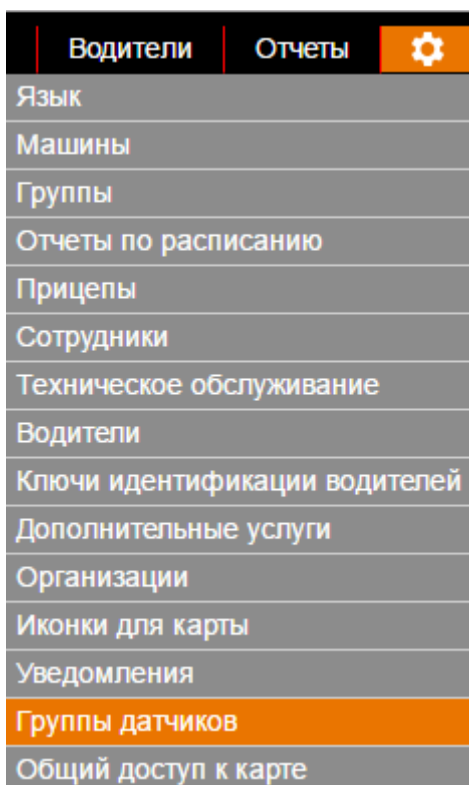 Водители Отчеты
Язык
Машины
Группы
Отчеты по расписанию
Прицепы
Сотрудники
Техническое обслуживание
Водители
Ключи идентификации водителей
Дополнительные услуги
Организации
Иконки для карты
Уведомления
Группы датчиков
Общий доступ к карте